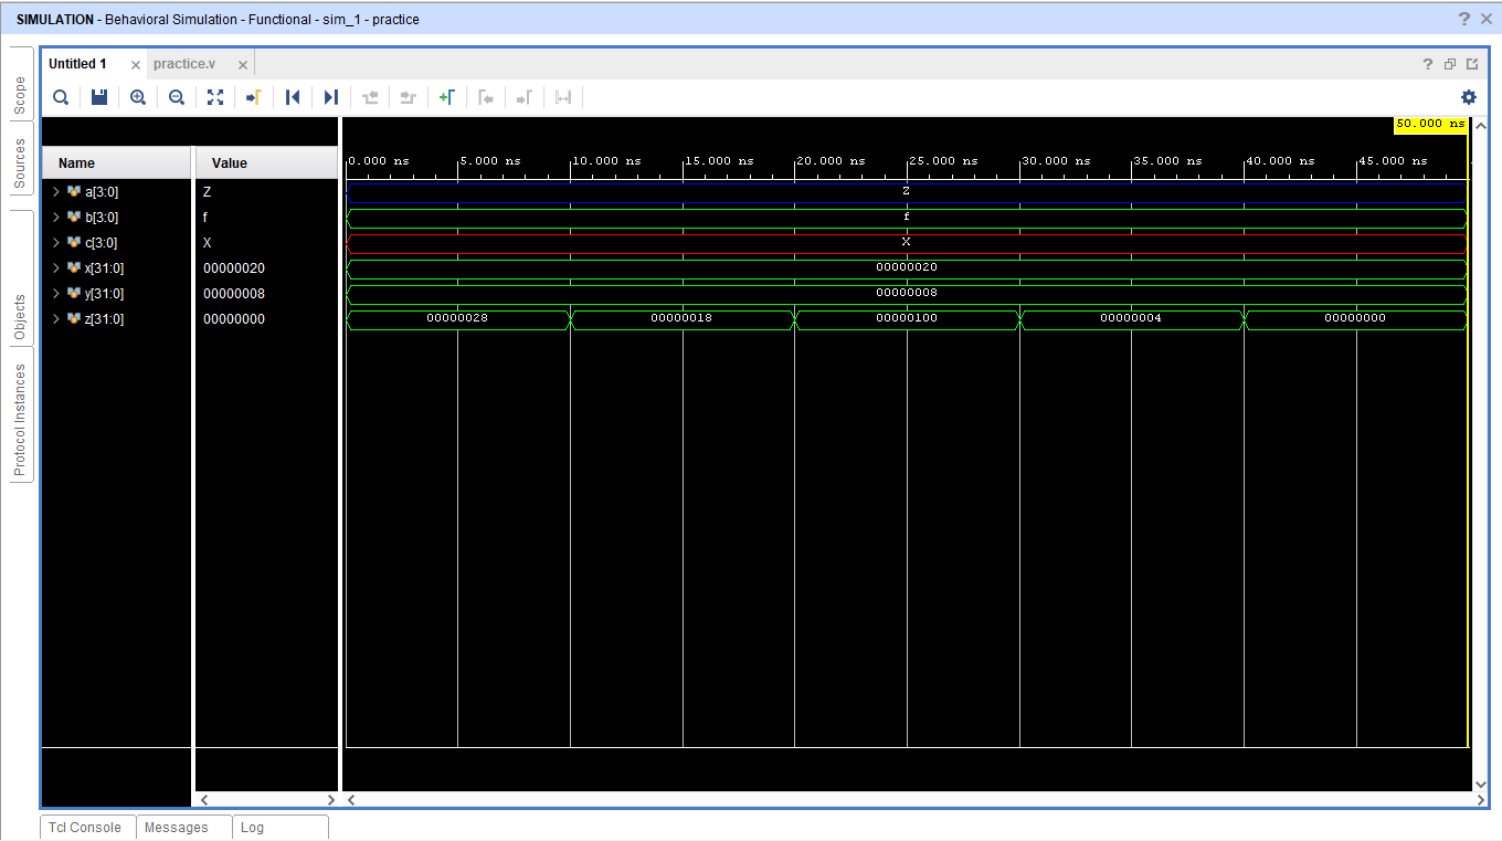 SIMULATION - Behavioral Simulation - Functional - sim_1 - practice
Scope
Sources
Objects
Protocol Instances
Untitled 1 practice.v
50.000 ns
Name Value
0.000 ns 5.000 ns 10.000 ns 15.000 ns 20.000 ns 25.000 ns 30.000 ns 35.000 ns 40.000 ns 45.000 ns
a[3:0] Z Z
b[3:0] f f
c[3:0] X X
x[31:0] 00000020 00000020
y[31:0] 00000008 00000008
z[31:0] 00000000 00000028 00000018 00000100 00000004 00000000
Tcl Console Messages Log